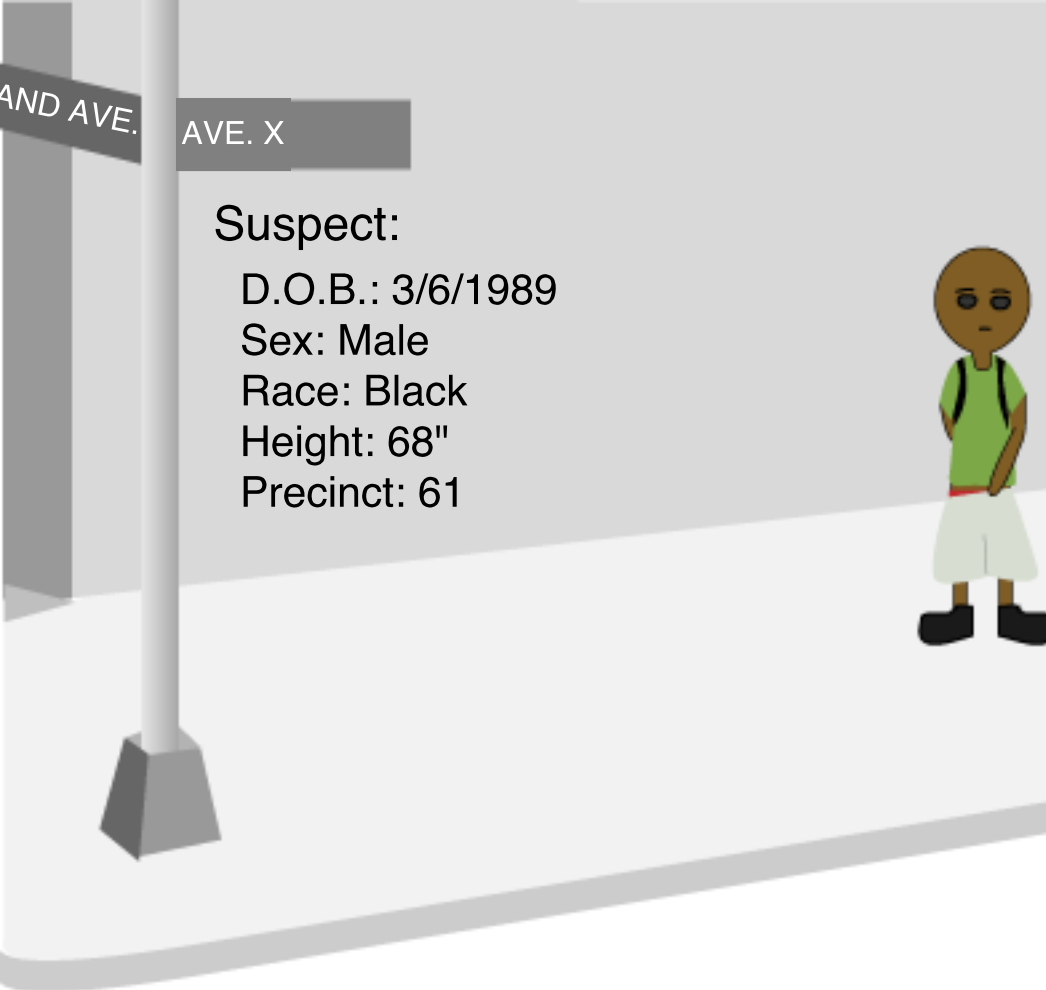 AND AVE.
AVE. X
Suspect:
D.O.B.: 3/6/1989
Sex: Male
Race: Black
Height: 68"
Precinct: 61